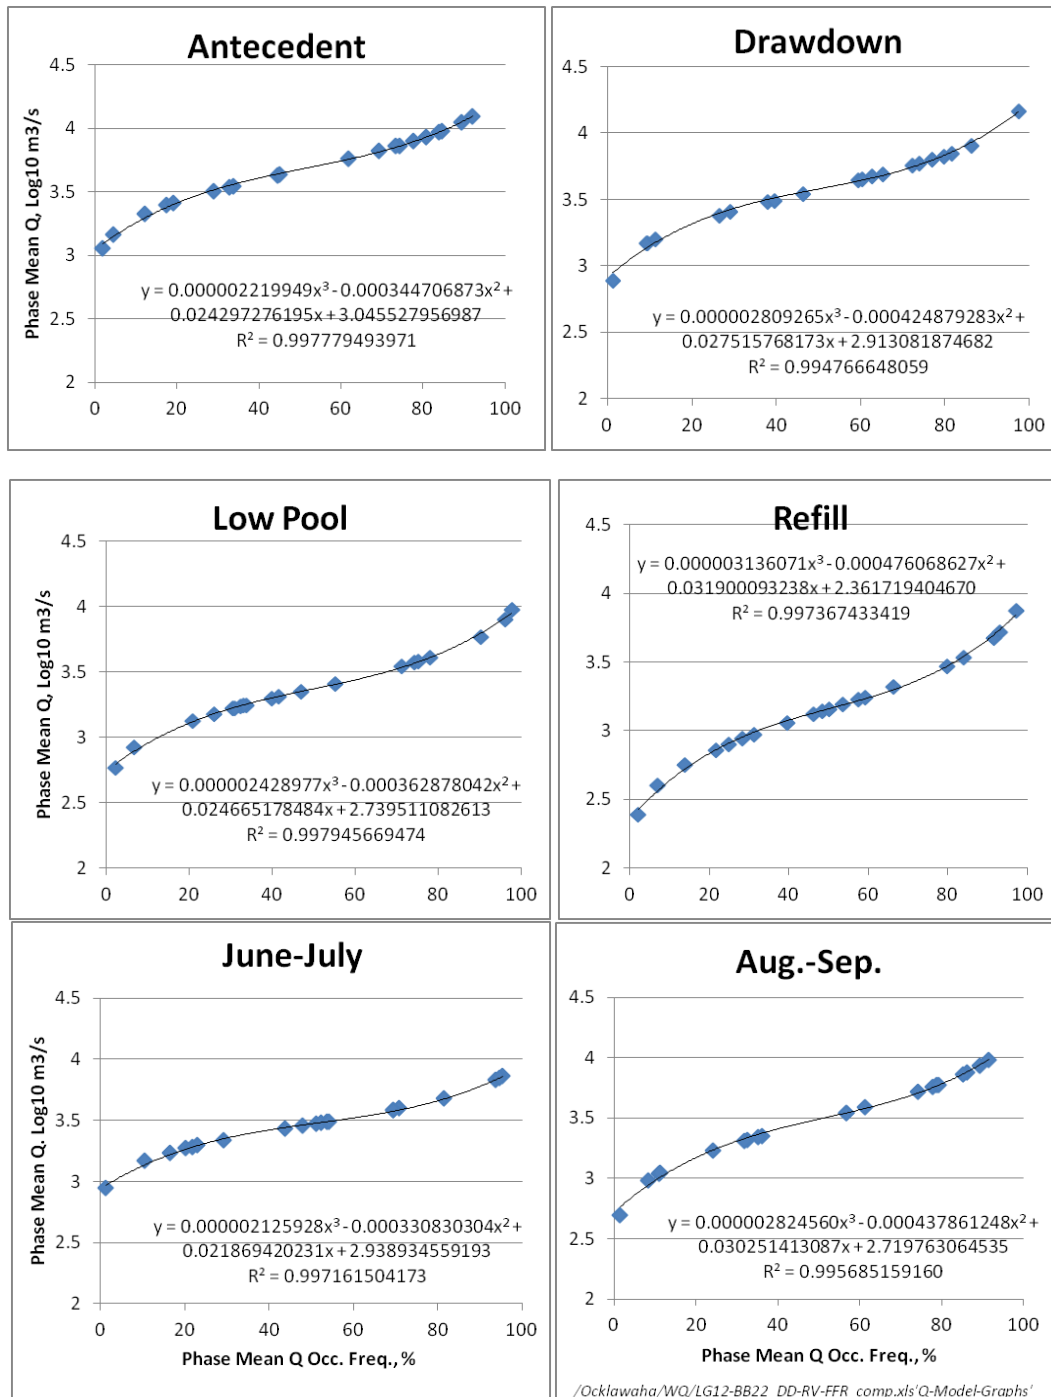 Antecedent
Phase Mean Q, Log10 m3/s
4.5
4
3.5
3
2.5
2
y = 0.000002219949x³ - 0.000344706873x² +
0.024297276195x + 3.045527956987
R² = 0.997779493971
0 20 40 60 80 100
Drawdown
4.5
4
3.5
3
2.5
2
y = 0.000002809265x³ - 0.000424879283x² +
0.027515768173x + 2.913081874682
R² = 0.994766648059
0 20 40 60 80 100
Low Pool
Phase Mean Q, Log10 m3/s
4.5
4
3.5
3
2.5
2
y = 0.000002428977x³ - 0.000362878042x² +
0.024665178484x + 2.739511082613
R² = 0.997945669474
0 20 40 60 80 100
Refill
4.5
4
3.5
3
2.5
2
y = 0.000003136071x³ - 0.000476068627x² +
0.031900093238x + 2.361719404670
R² = 0.997367433419
0 20 40 60 80 100
June-July
Phase Mean Q. Log10 m3/s
4.5
4
3.5
3
2.5
2
y = 0.000002125928x³ - 0.000330830304x² +
0.021869420231x + 2.938934559193
R² = 0.997161504173
0 20 40 60 80 100
Phase Mean Q Occ. Freq., %
Aug.-Sep.
4.5
4
3.5
3
2.5
2
y = 0.000002824560x³ - 0.000437861248x² +
0.030251413087x + 2.719763064535
R² = 0.995685159160
0 20 40 60 80 100
Phase Mean Q Occ. Freq., %
/Ocklawaha/WQ/LG12-BB22_DD-RV-FFR_comp.xls'Q-Model-Graphs'